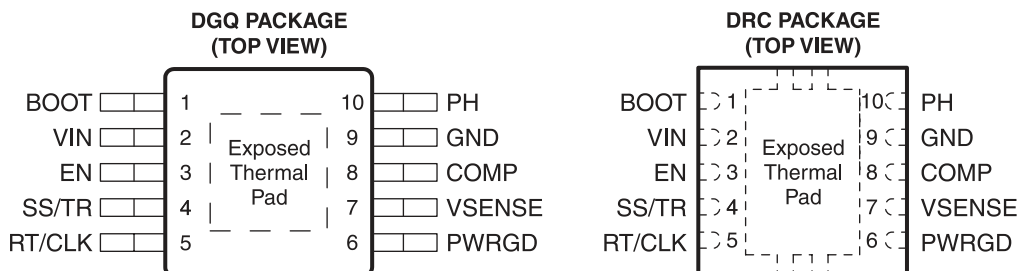 DGQ PACKAGE
(TOP VIEW)
BOOT 1 10 PH
VIN 2 9 GND
EN 3 8 COMP
SS/TR 4 7 VSENSE
RT/CLK 5 6 PWRGD
Exposed
Thermal
Pad
DRC PACKAGE
(TOP VIEW)
BOOT 1 10 PH
VIN 2 9 GND
EN 3 8 COMP
SS/TR 4 7 VSENSE
RT/CLK 5 6 PWRGD
Exposed
Thermal
Pad